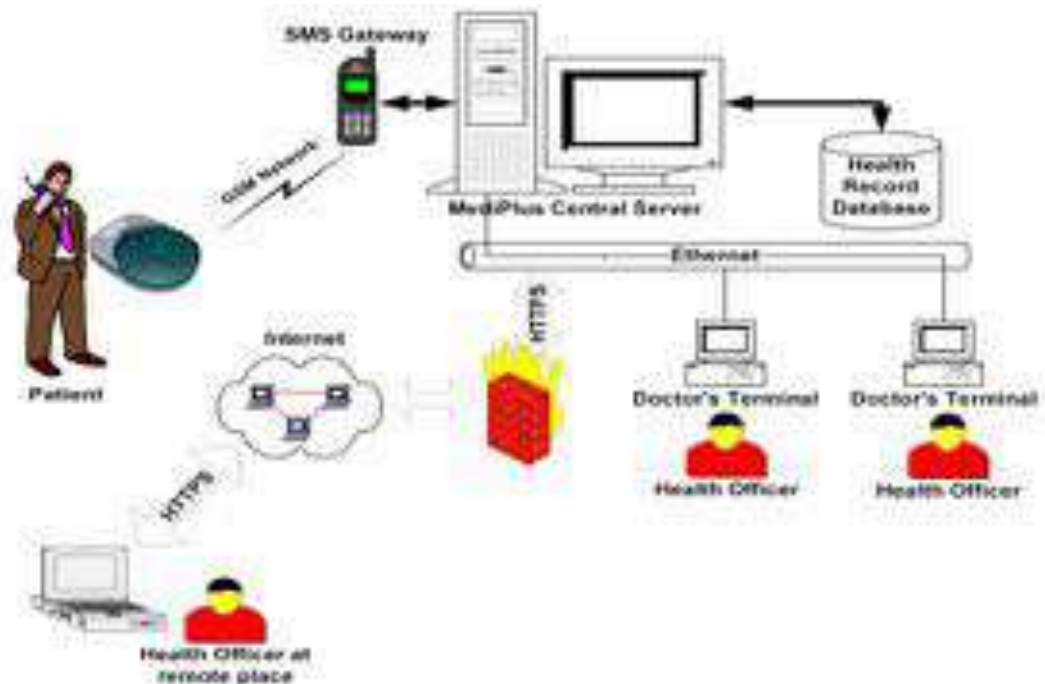 SMS Gateway
GSM Network
MediPlus Central Server
Health
Record
Database
Ethernet
HTTPS
Internet
Patient
Doctor's Terminal
Doctor's Terminal
Health Officer
Health Officer
HTTPS
Health Officer at
remote place